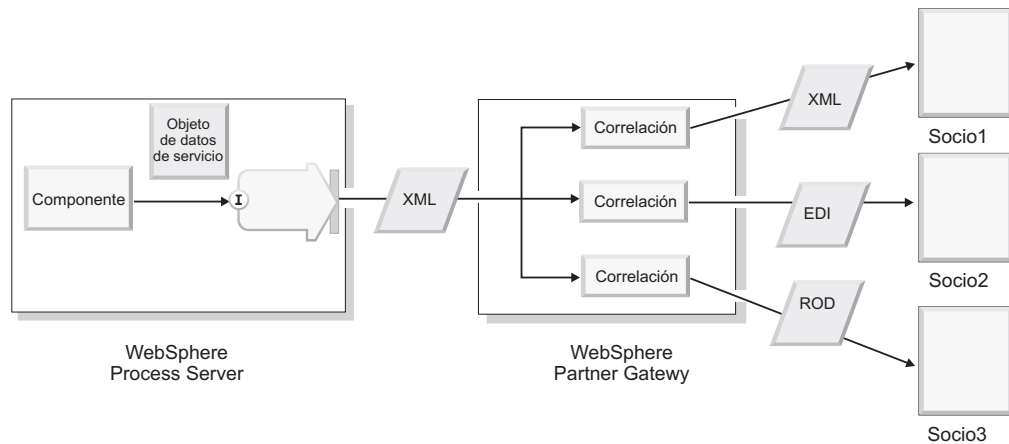 Objeto
de datos
de servicio
Componente
I
XML
Correlación
Correlación
Correlación
XML
EDI
ROD
Socio1
Socio2
Socio3
WebSphere
Process Server
WebSphere
Partner Gatewy